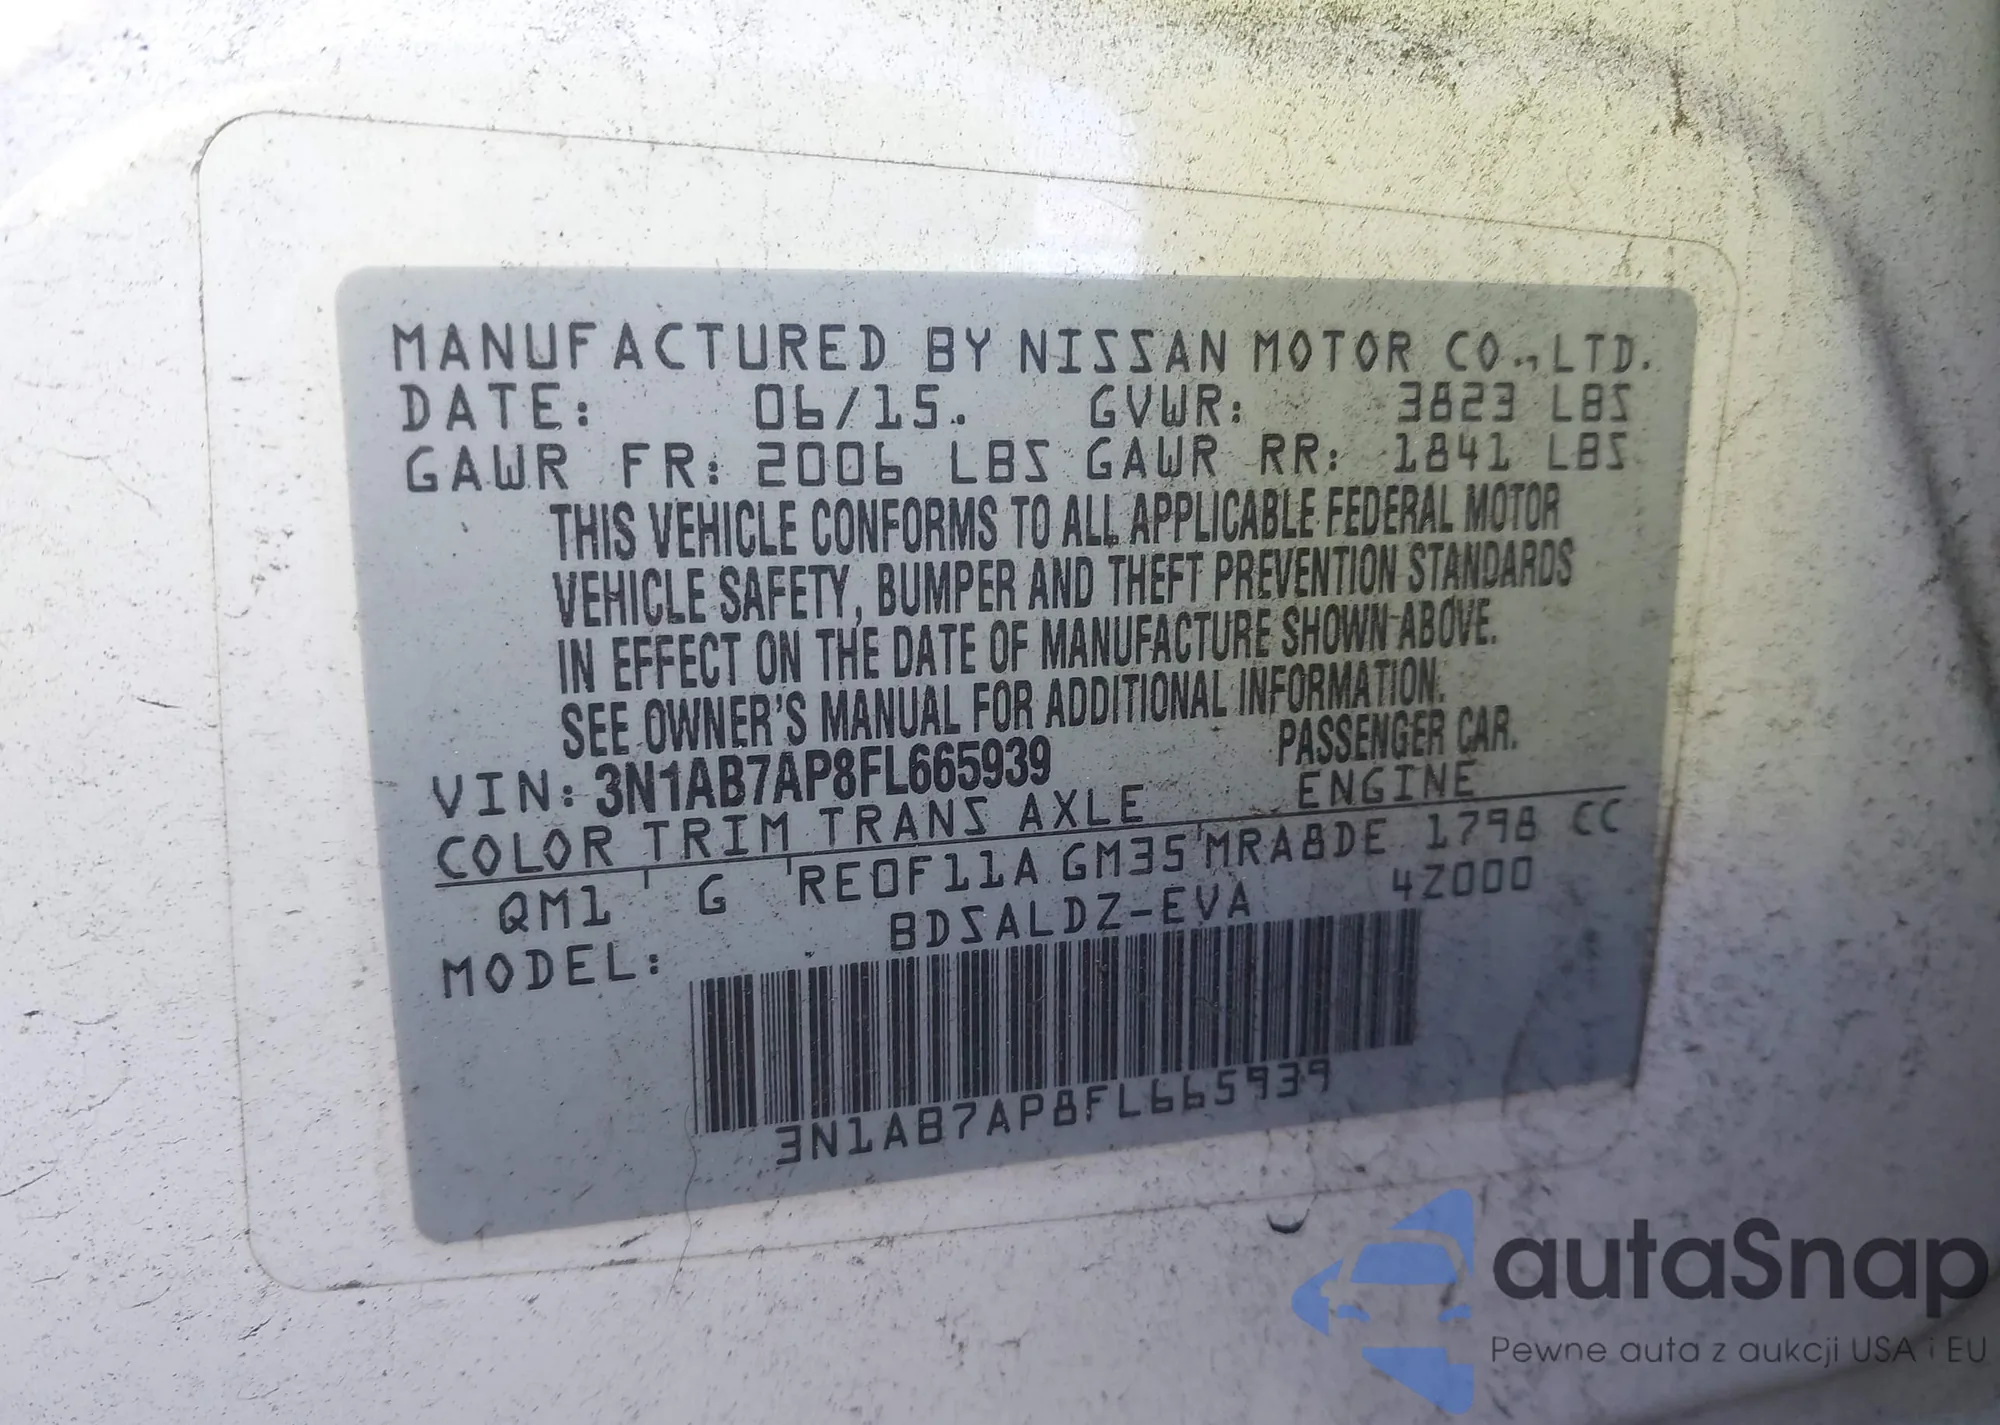 MANUFACTURED BY NISSAN MOTOR CO.,LTD.
DATE: 06/15. GVWR: 3823 LBS
GAWR FR: 2006 LBS GAWR RR: 1841 LBS
THIS VEHICLE CONFORMS TO ALL APPLICABLE FEDERAL MOTOR
VEHICLE SAFETY, BUMPER AND THEFT PREVENTION STANDARDS
IN EFFECT ON THE DATE OF MANUFACTURE SHOWN ABOVE.
SEE OWNER'S MANUAL FOR ADDITIONAL INFORMATION.
VIN: 3N1AB7AP8FL665939 PASSENGER CAR.
COLOR TRIM TRANS AXLE ENGINE
QM1 G RE0F11A GM35 MRA8DE 1798 CC
MODEL: BDSALDZ-EVA 4Z000
3N1AB7AP8FL665939
autaSnap
Pewne auta z aukcji USA i EU